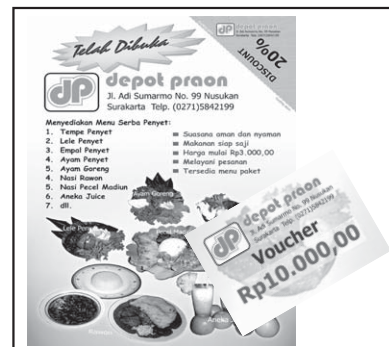 Telah Dibuka
depot praon
DISCOUNT
20%
dp
depot praon
Jl. Adi Sumarmo No. 99 Nusukan
Surakarta Telp. (0271)5842199
Menyediakan Menu Serba Penyet:
1. Tempe Penyet
2. Lele Penyet
3. Empal Penyet
4. Ayam Penyet
5. Ayam Goreng
6. Nasi Rawon
7. Nasi Pecel Madiun
6. Aneka Juice
7. dll.
Suasana aman dan nyaman
Makanan siap saji
Harga mulai Rp3.000,00
Melayani pesanan
Tersedia menu paket
Ayam Goreng
Lele Penyet
Rawon
dp
depot praon
Jl. Adi Sumarmo No. 99 Nusukan
Surakarta Telp. (0271)5842199
Voucher
Rp10.000,00